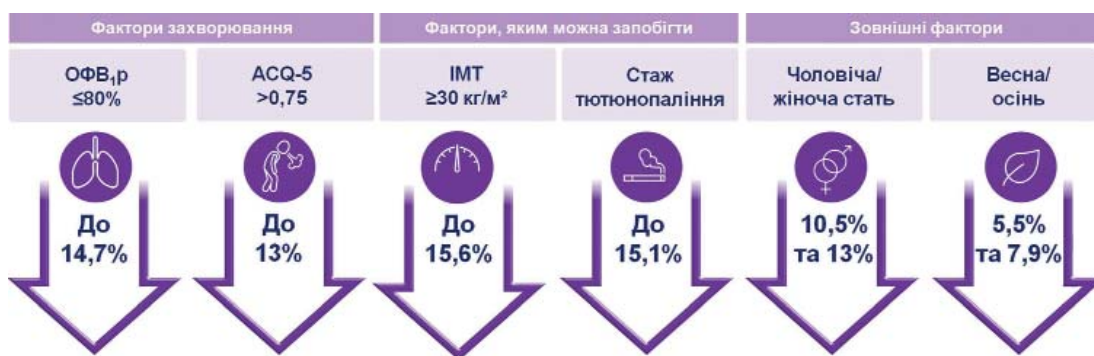 Фактори захворювання
Фактори, яким можна запобігти
Зовнішні фактори
ОФВ₁р
≤80%
ACQ-5
>0,75
ІМТ
≥30 кг/м²
Стаж
тютюнопаління
Чоловіча/
жіноча стать
Весна/
осінь
До
14,7%
До
13%
До
15,6%
До
15,1%
10,5%
та 13%
5,5%
та 7,9%